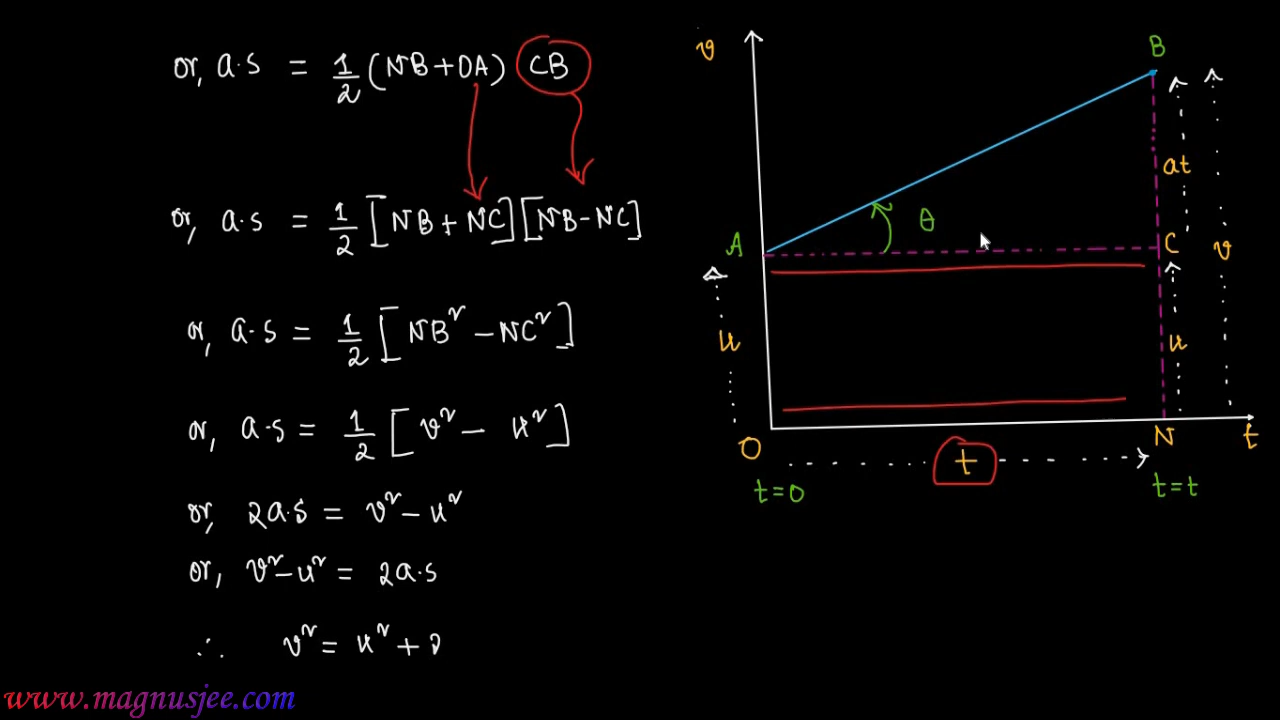 or, a·s = 1/2 (NB+OA) CB
or, a·s = 1/2 [NB+NC][NB-NC]
or, a·s = 1/2 [NB² - NC²]
or, a·s = 1/2 [v² - u²]
or, 2a·s = v² - u²
or, v² - u² = 2a·s
∴ v² = u² + 2
www.magnusjee.com
v
B
at
θ
A
C
v
u
u
O
t
N
t
t=0
t=t